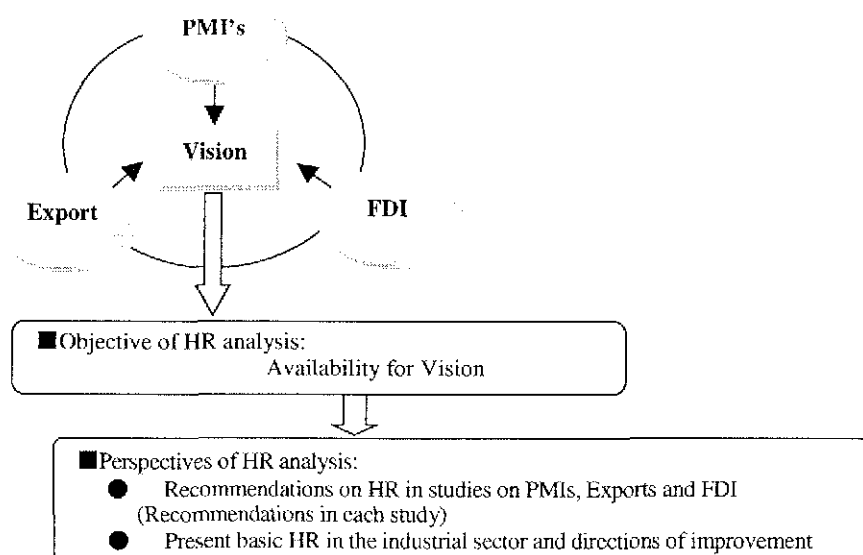 PMI's
Vision
Export
FDI
■Objective of HR analysis:
Availability for Vision
■Perspectives of HR analysis:
● Recommendations on HR in studies on PMIs, Exports and FDI
(Recommendations in each study)
● Present basic HR in the industrial sector and directions of improvement